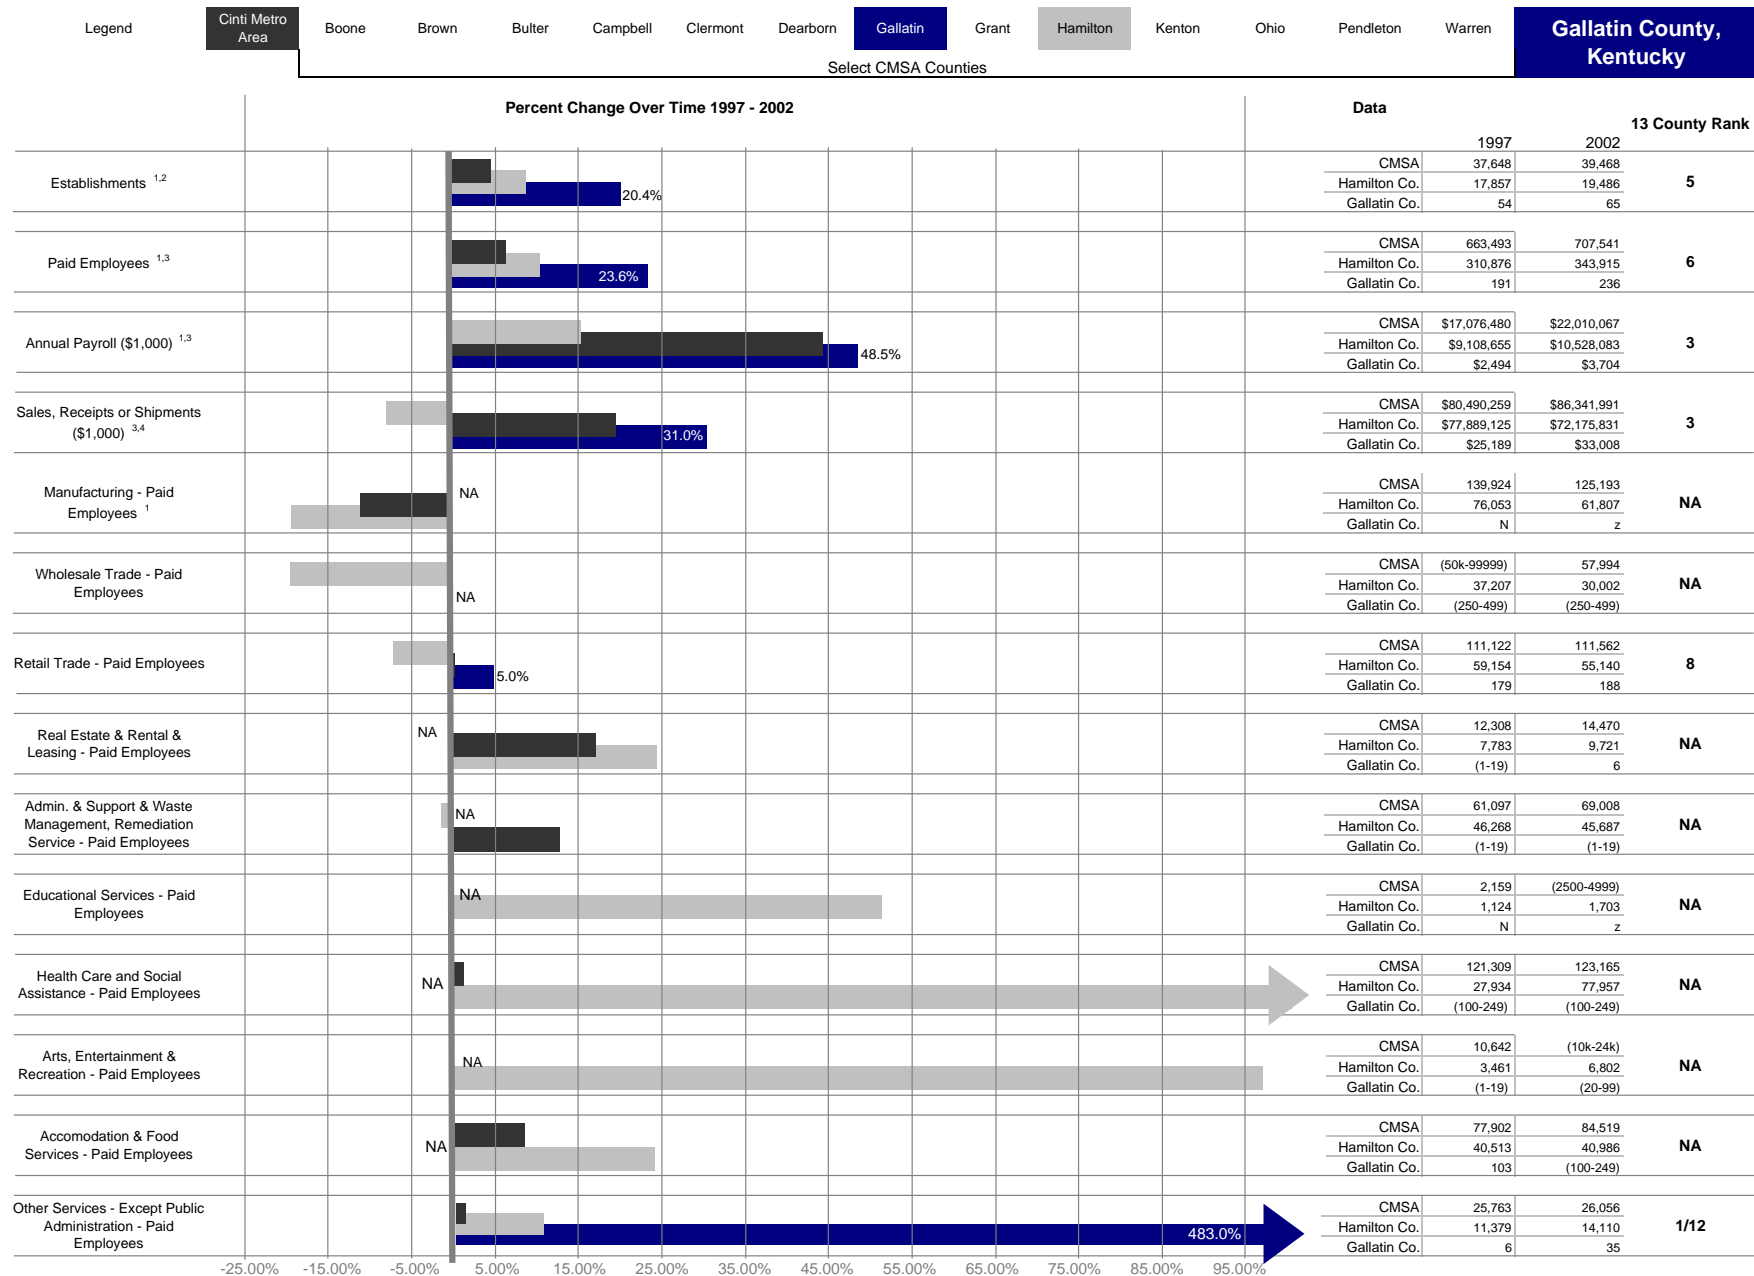 Legend Cinti Metro Area Boone Brown Bulter Campbell Clermont Dearborn Gallatin Grant Hamilton Kenton Ohio Pendleton Warren Gallatin County, Kentucky
Select CMSA Counties
Percent Change Over Time 1997 - 2002 Data 13 County Rank
1997 2002
Establishments 1,2
20.4%
CMSA 37,648 39,468
Hamilton Co. 17,857 19,486
Gallatin Co. 54 65
5
Paid Employees 1,3
23.6%
CMSA 663,493 707,541
Hamilton Co. 310,876 343,915
Gallatin Co. 191 236
6
Annual Payroll ($1,000) 1,3
48.5%
CMSA $17,076,480 $22,010,067
Hamilton Co. $9,108,655 $10,528,083
Gallatin Co. $2,494 $3,704
3
Sales, Receipts or Shipments
($1,000) 3,4
31.0%
CMSA $80,490,259 $86,341,991
Hamilton Co. $77,889,125 $72,175,831
Gallatin Co. $25,189 $33,008
3
Manufacturing - Paid
Employees 1
NA
CMSA 139,924 125,193
Hamilton Co. 76,053 61,807
Gallatin Co. N z
NA
Wholesale Trade - Paid
Employees
NA
CMSA (50k-99999) 57,994
Hamilton Co. 37,207 30,002
Gallatin Co. (250-499) (250-499)
NA
Retail Trade - Paid Employees
5.0%
CMSA 111,122 111,562
Hamilton Co. 59,154 55,140
Gallatin Co. 179 188
8
Real Estate & Rental &
Leasing - Paid Employees
NA
CMSA 12,308 14,470
Hamilton Co. 7,783 9,721
Gallatin Co. (1-19) 6
NA
Admin. & Support & Waste
Management, Remediation
Service - Paid Employees
NA
CMSA 61,097 69,008
Hamilton Co. 46,268 45,687
Gallatin Co. (1-19) (1-19)
NA
Educational Services - Paid
Employees
NA
CMSA 2,159 (2500-4999)
Hamilton Co. 1,124 1,703
Gallatin Co. N z
NA
Health Care and Social
Assistance - Paid Employees
NA
CMSA 121,309 123,165
Hamilton Co. 27,934 77,957
Gallatin Co. (100-249) (100-249)
NA
Arts, Entertainment &
Recreation - Paid Employees
NA
CMSA 10,642 (10k-24k)
Hamilton Co. 3,461 6,802
Gallatin Co. (1-19) (20-99)
NA
Accomodation & Food
Services - Paid Employees
NA
CMSA 77,902 84,519
Hamilton Co. 40,513 40,986
Gallatin Co. 103 (100-249)
NA
Other Services - Except Public
Administration - Paid
Employees
483.0%
CMSA 25,763 26,056
Hamilton Co. 11,379 14,110
Gallatin Co. 6 35
1/12
-25.00% -15.00% -5.00% 5.00% 15.00% 25.00% 35.00% 45.00% 55.00% 65.00% 75.00% 85.00% 95.00%